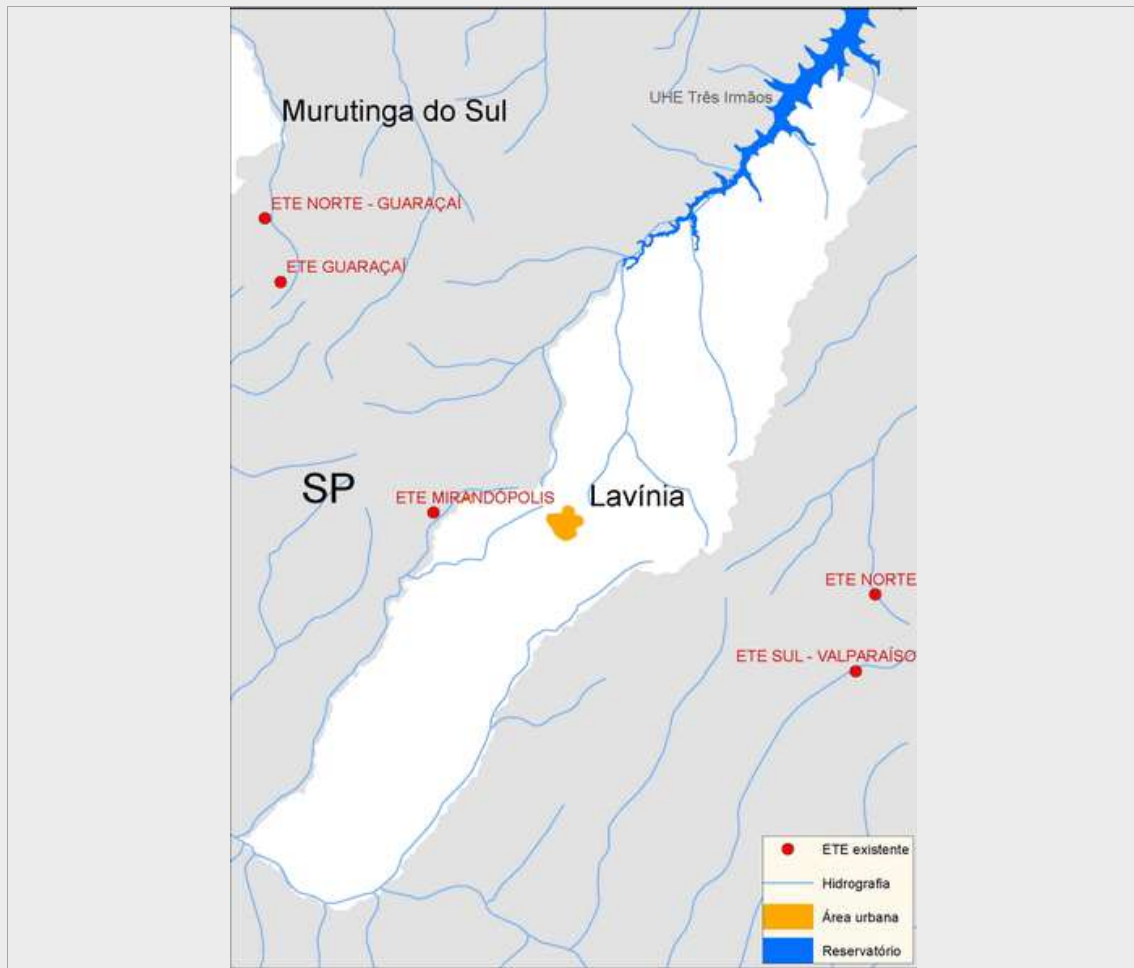 UHE Três Irmãos
Murutinga do Sul
ETE NORTE - GUARAÇAÍ
ETE GUARAÇAÍ
SP
ETE MIRANDÓPOLIS
Lavínia
ETE NORTE
ETE SUL - VALPARAÍSO
ETE existente
Hidrografia
Área urbana
Reservatório